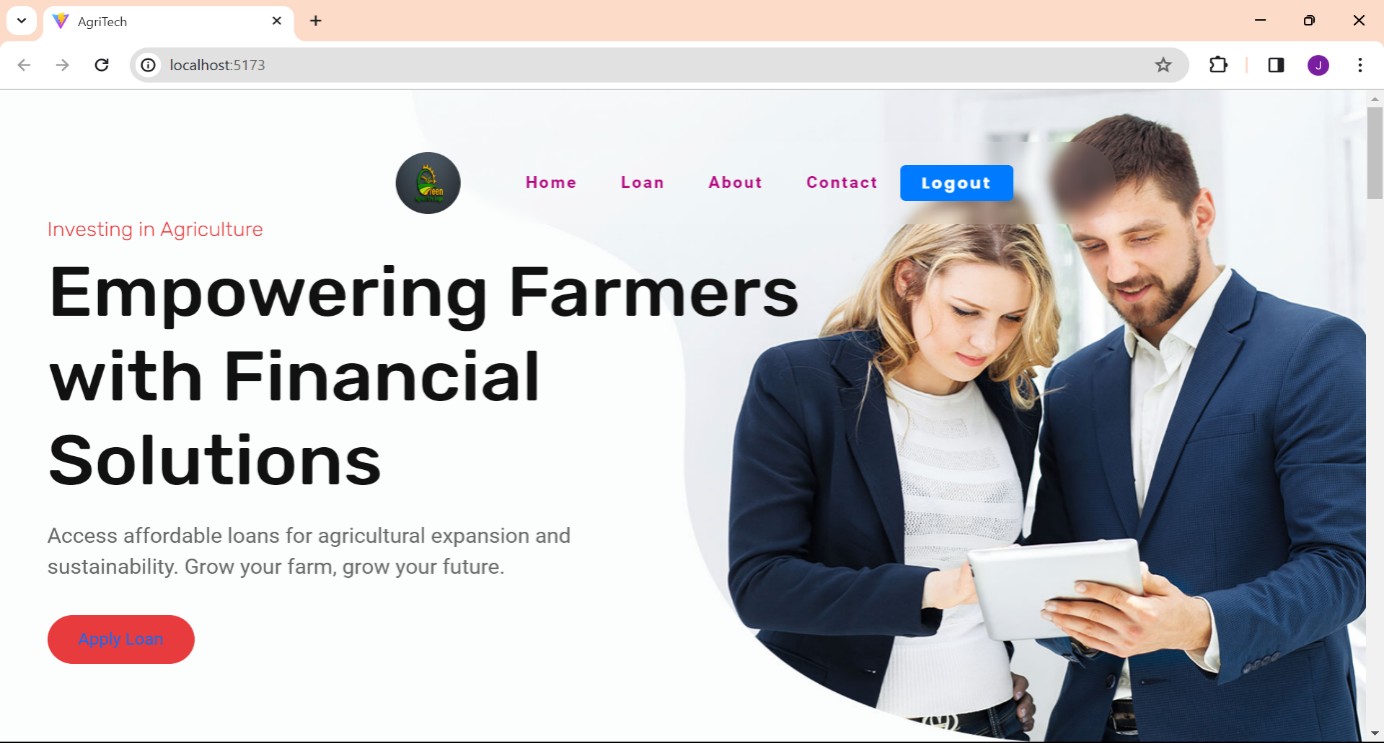 AgriTech
localhost:5173
J
Home Loan About Contact Logout
Investing in Agriculture
Empowering Farmers
with Financial
Solutions
Access affordable loans for agricultural expansion and
sustainability. Grow your farm, grow your future.
Apply Loan